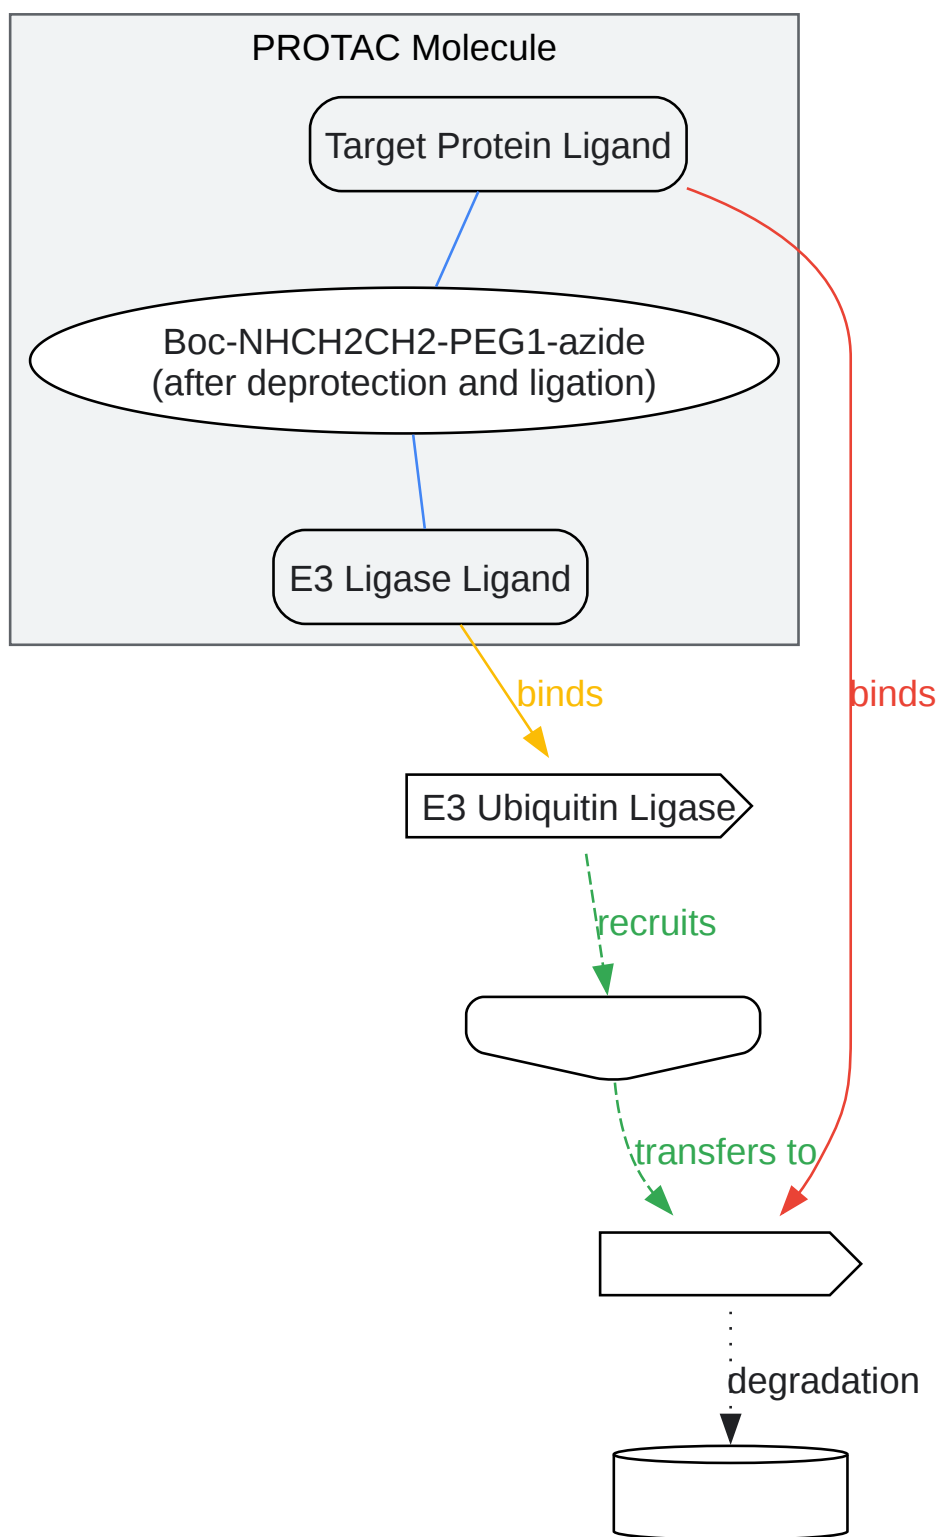 PROTAC Molecule
Target Protein Ligand
Boc-NHCH2CH2-PEG1-azide
(after deprotection and ligation)
E3 Ligase Ligand
binds
binds
E3 Ubiquitin Ligase
recruits
transfers to
degradation